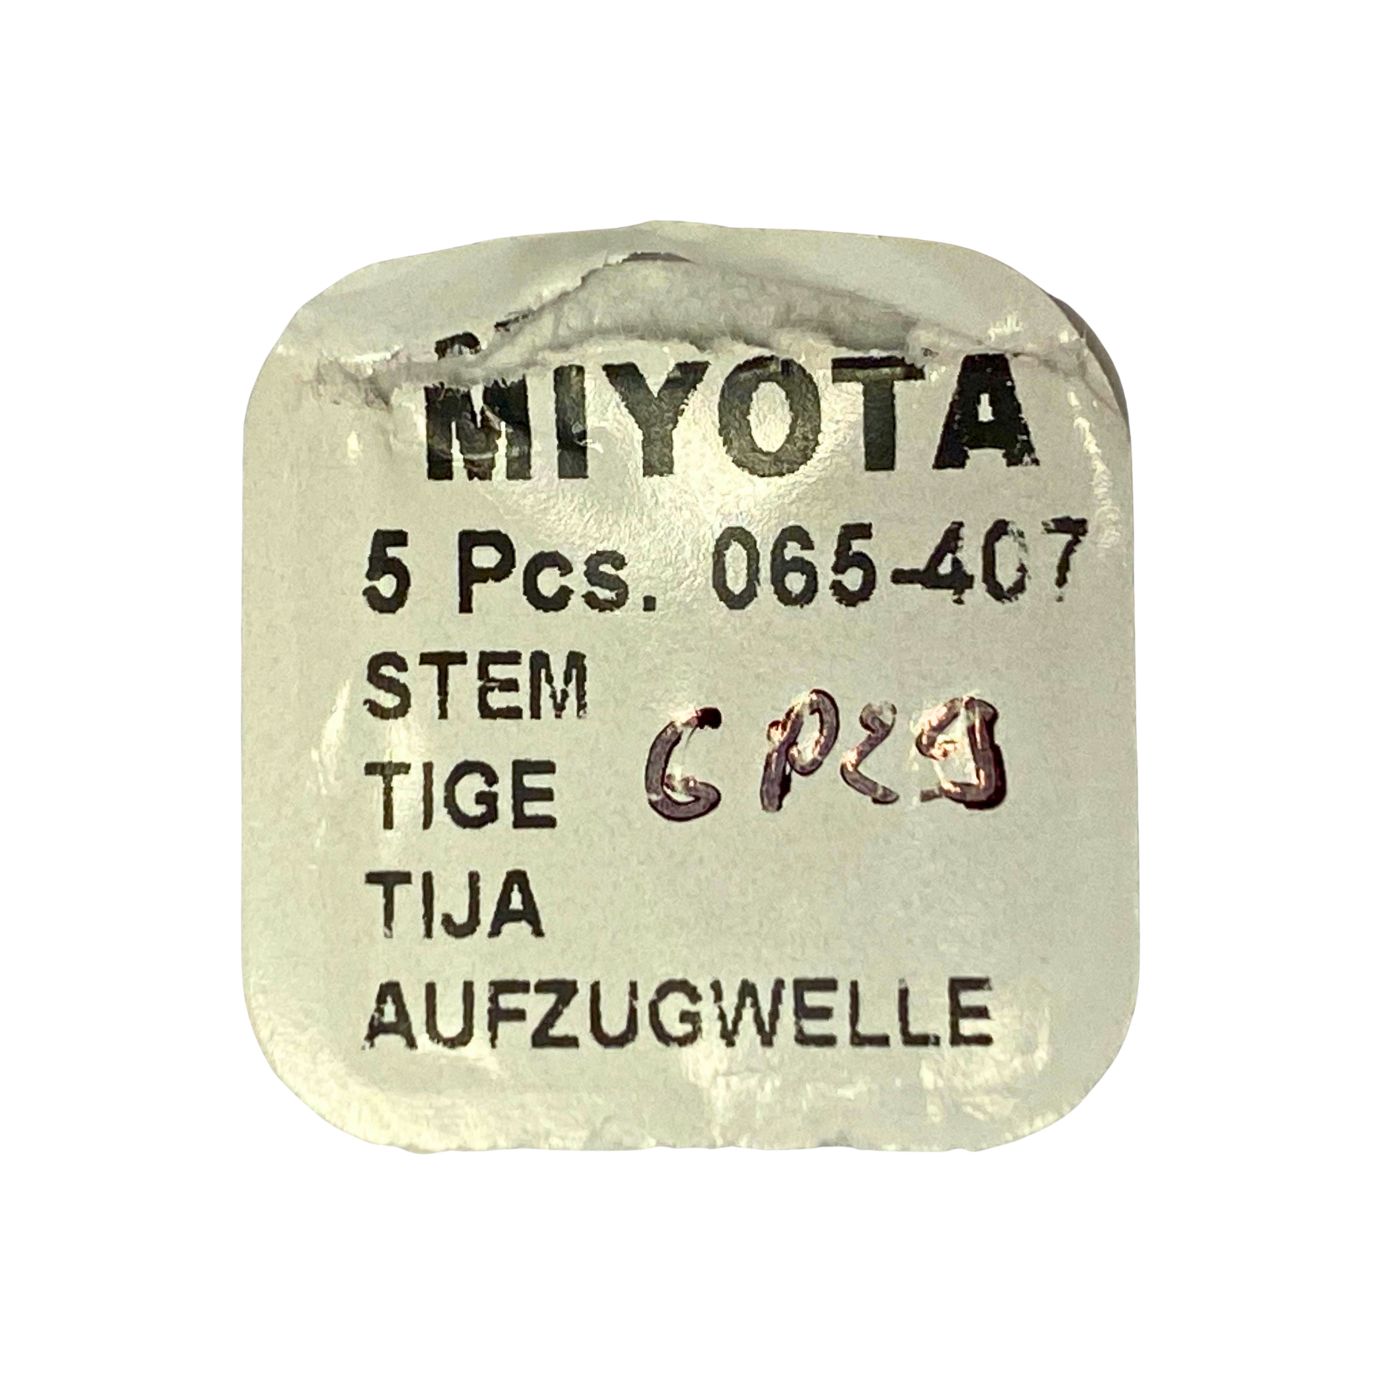 MIYOTA
5 Pcs. 065-407
STEM
TIGE
TIJA
AUFZUGWELLE